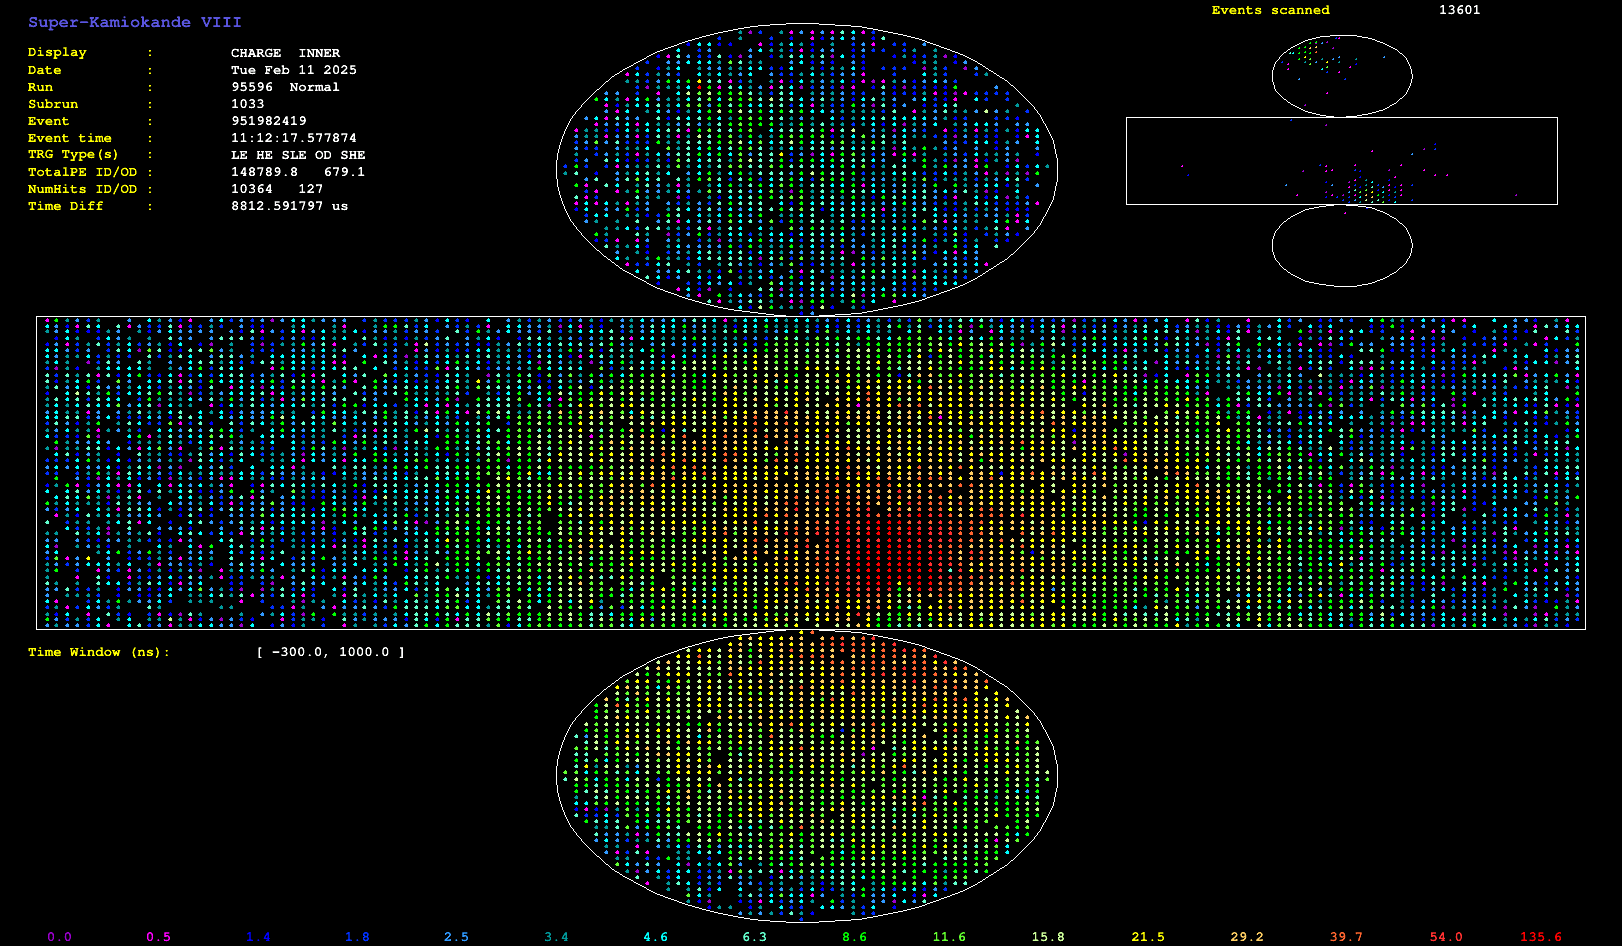 Super-Kamiokande VIII
Events scanned 13601
Display : CHARGE INNER
Date : Tue Feb 11 2025
Run : 95596 Normal
Subrun : 1033
Event : 951982419
Event time : 11:12:17.577874
TRG Type(s) : LE HE SLE OD SHE
TotalPE ID/OD : 148789.8 679.1
NumHits ID/OD : 10364 127
Time Diff : 8812.591797 us
Time Window (ns): [ -300.0, 1000.0 ]
0.0 0.5 1.4 1.8 2.5 3.4 4.6 6.3 8.6 11.6 15.8 21.5 29.2 39.7 54.0 135.6